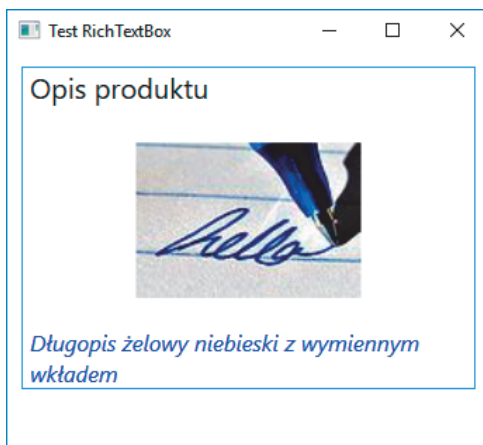 Test RichTextBox
Opis produktu
hello
Długopis żelowy niebieski z wymiennym
wkładem